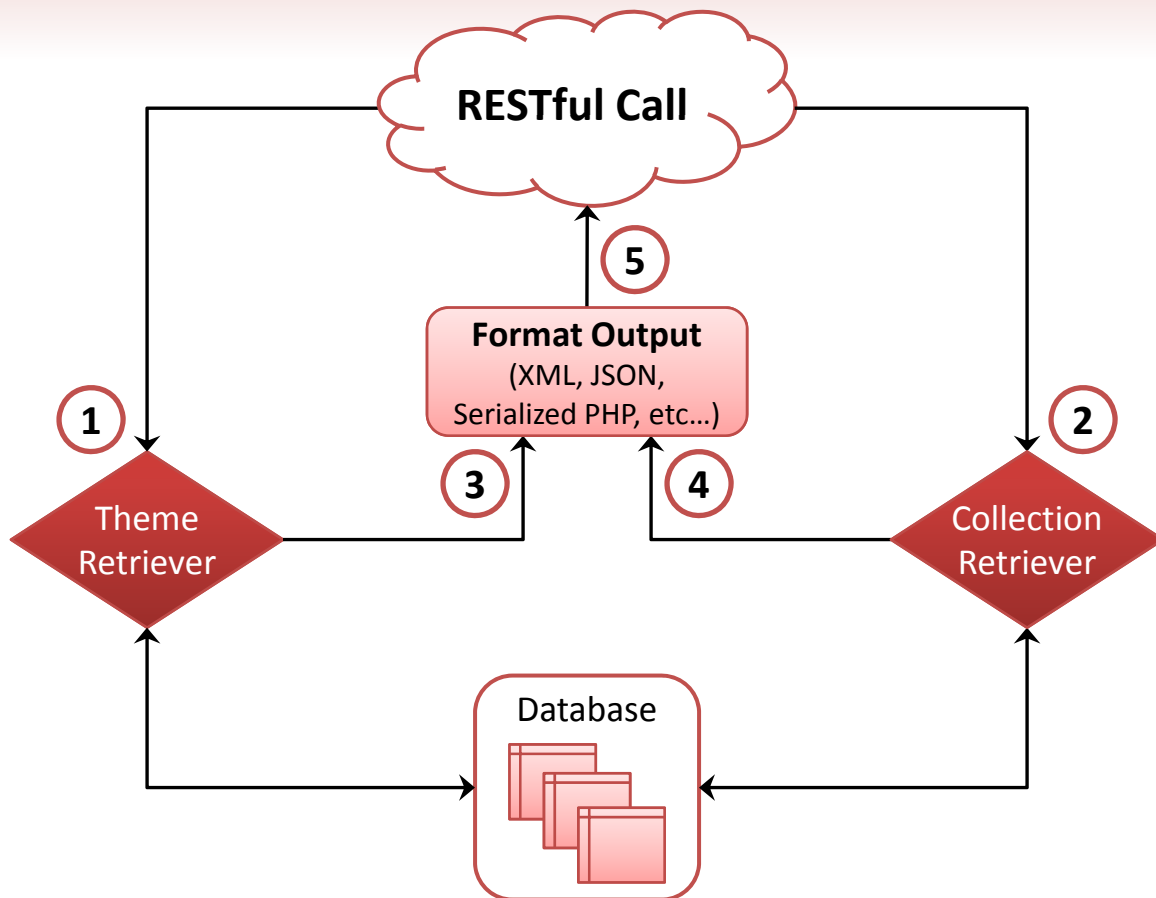 RESTful Call
5
Format Output
(XML, JSON,
Serialized PHP, etc…)
1
2
3
4
Theme
Retriever
Collection
Retriever
Database